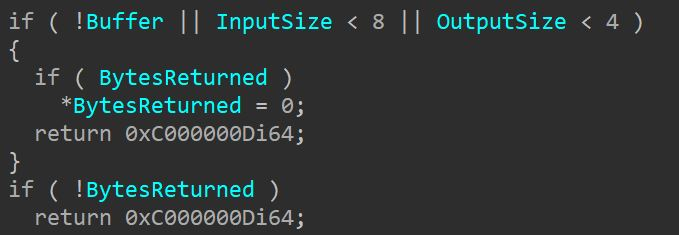 if ( !Buffer || InputSize < 8 || OutputSize < 4 )
{
  if ( BytesReturned )
    *BytesReturned = 0;
  return 0xC000000Di64;
}
if ( !BytesReturned )
  return 0xC000000Di64;